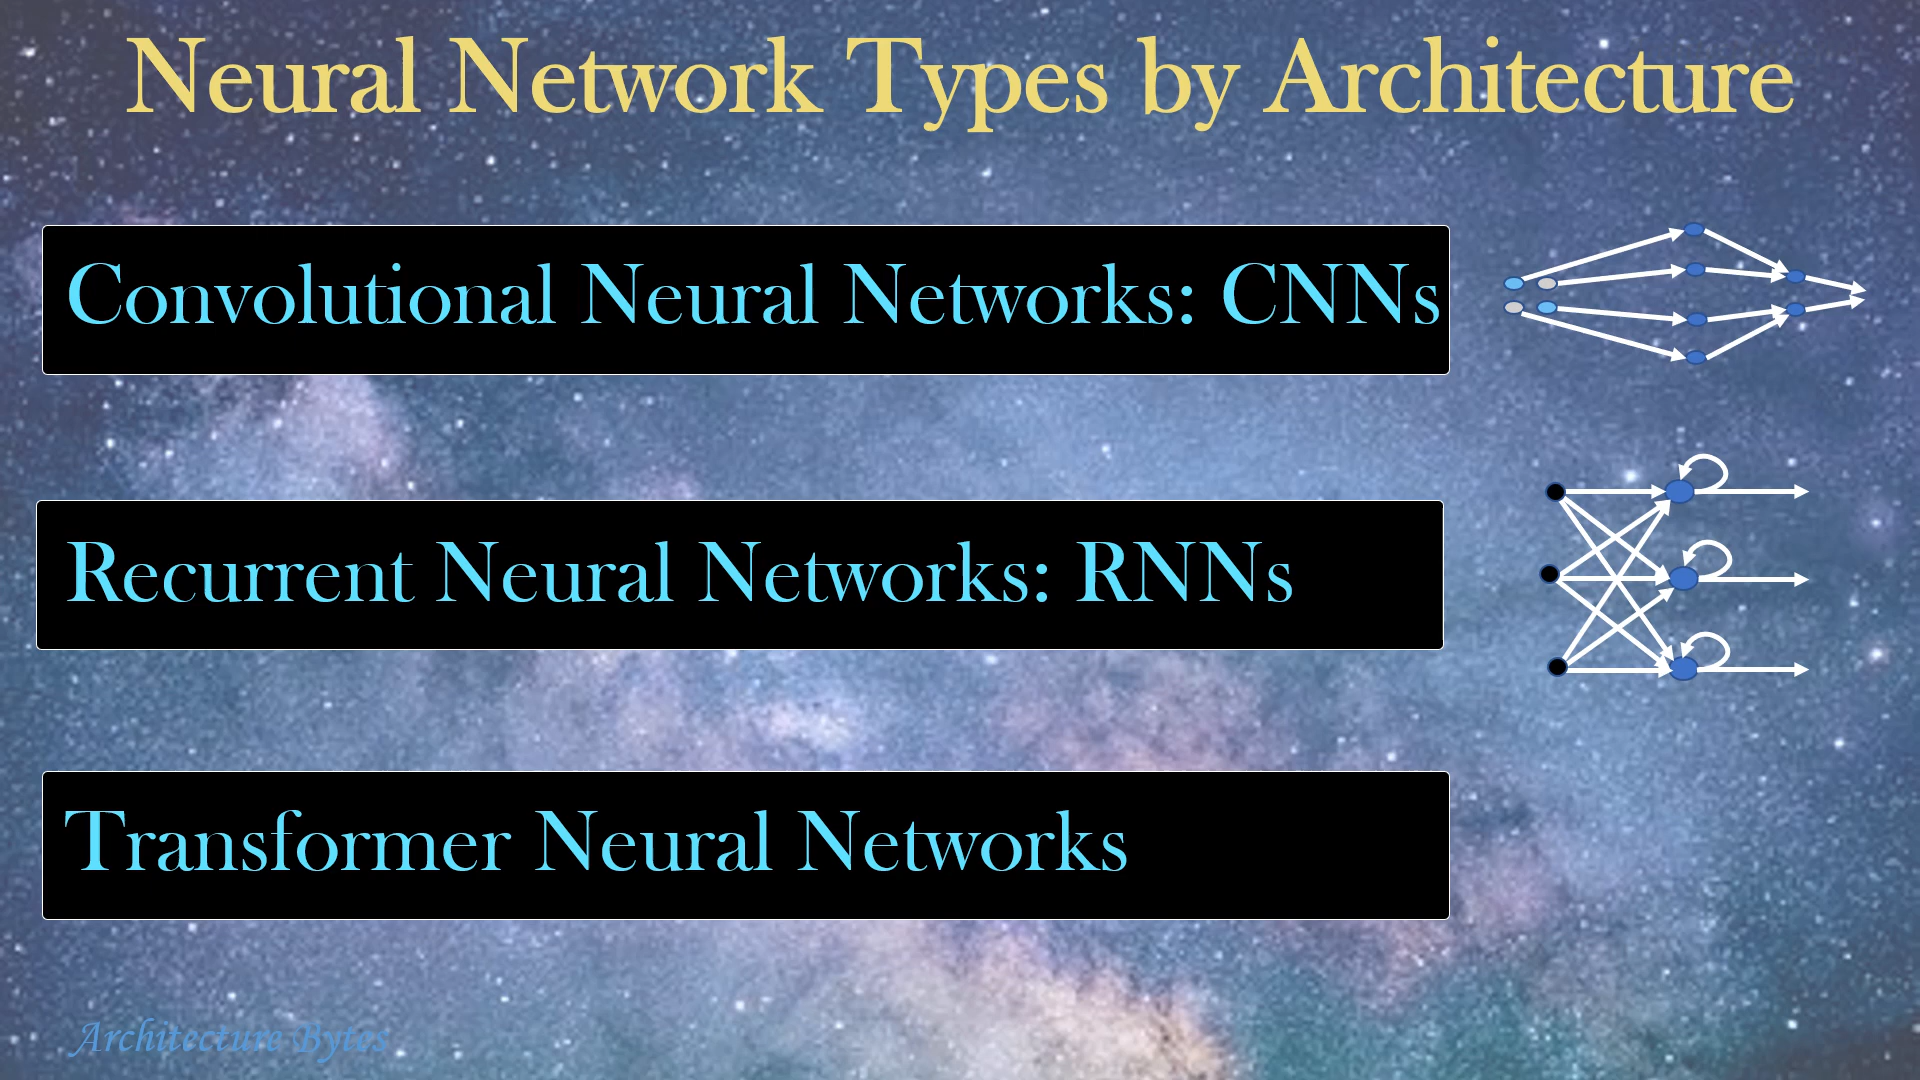 Neural Network Types by Architecture
Convolutional Neural Networks: CNNs
Recurrent Neural Networks: RNNs
Transformer Neural Networks
Architecture Bytes